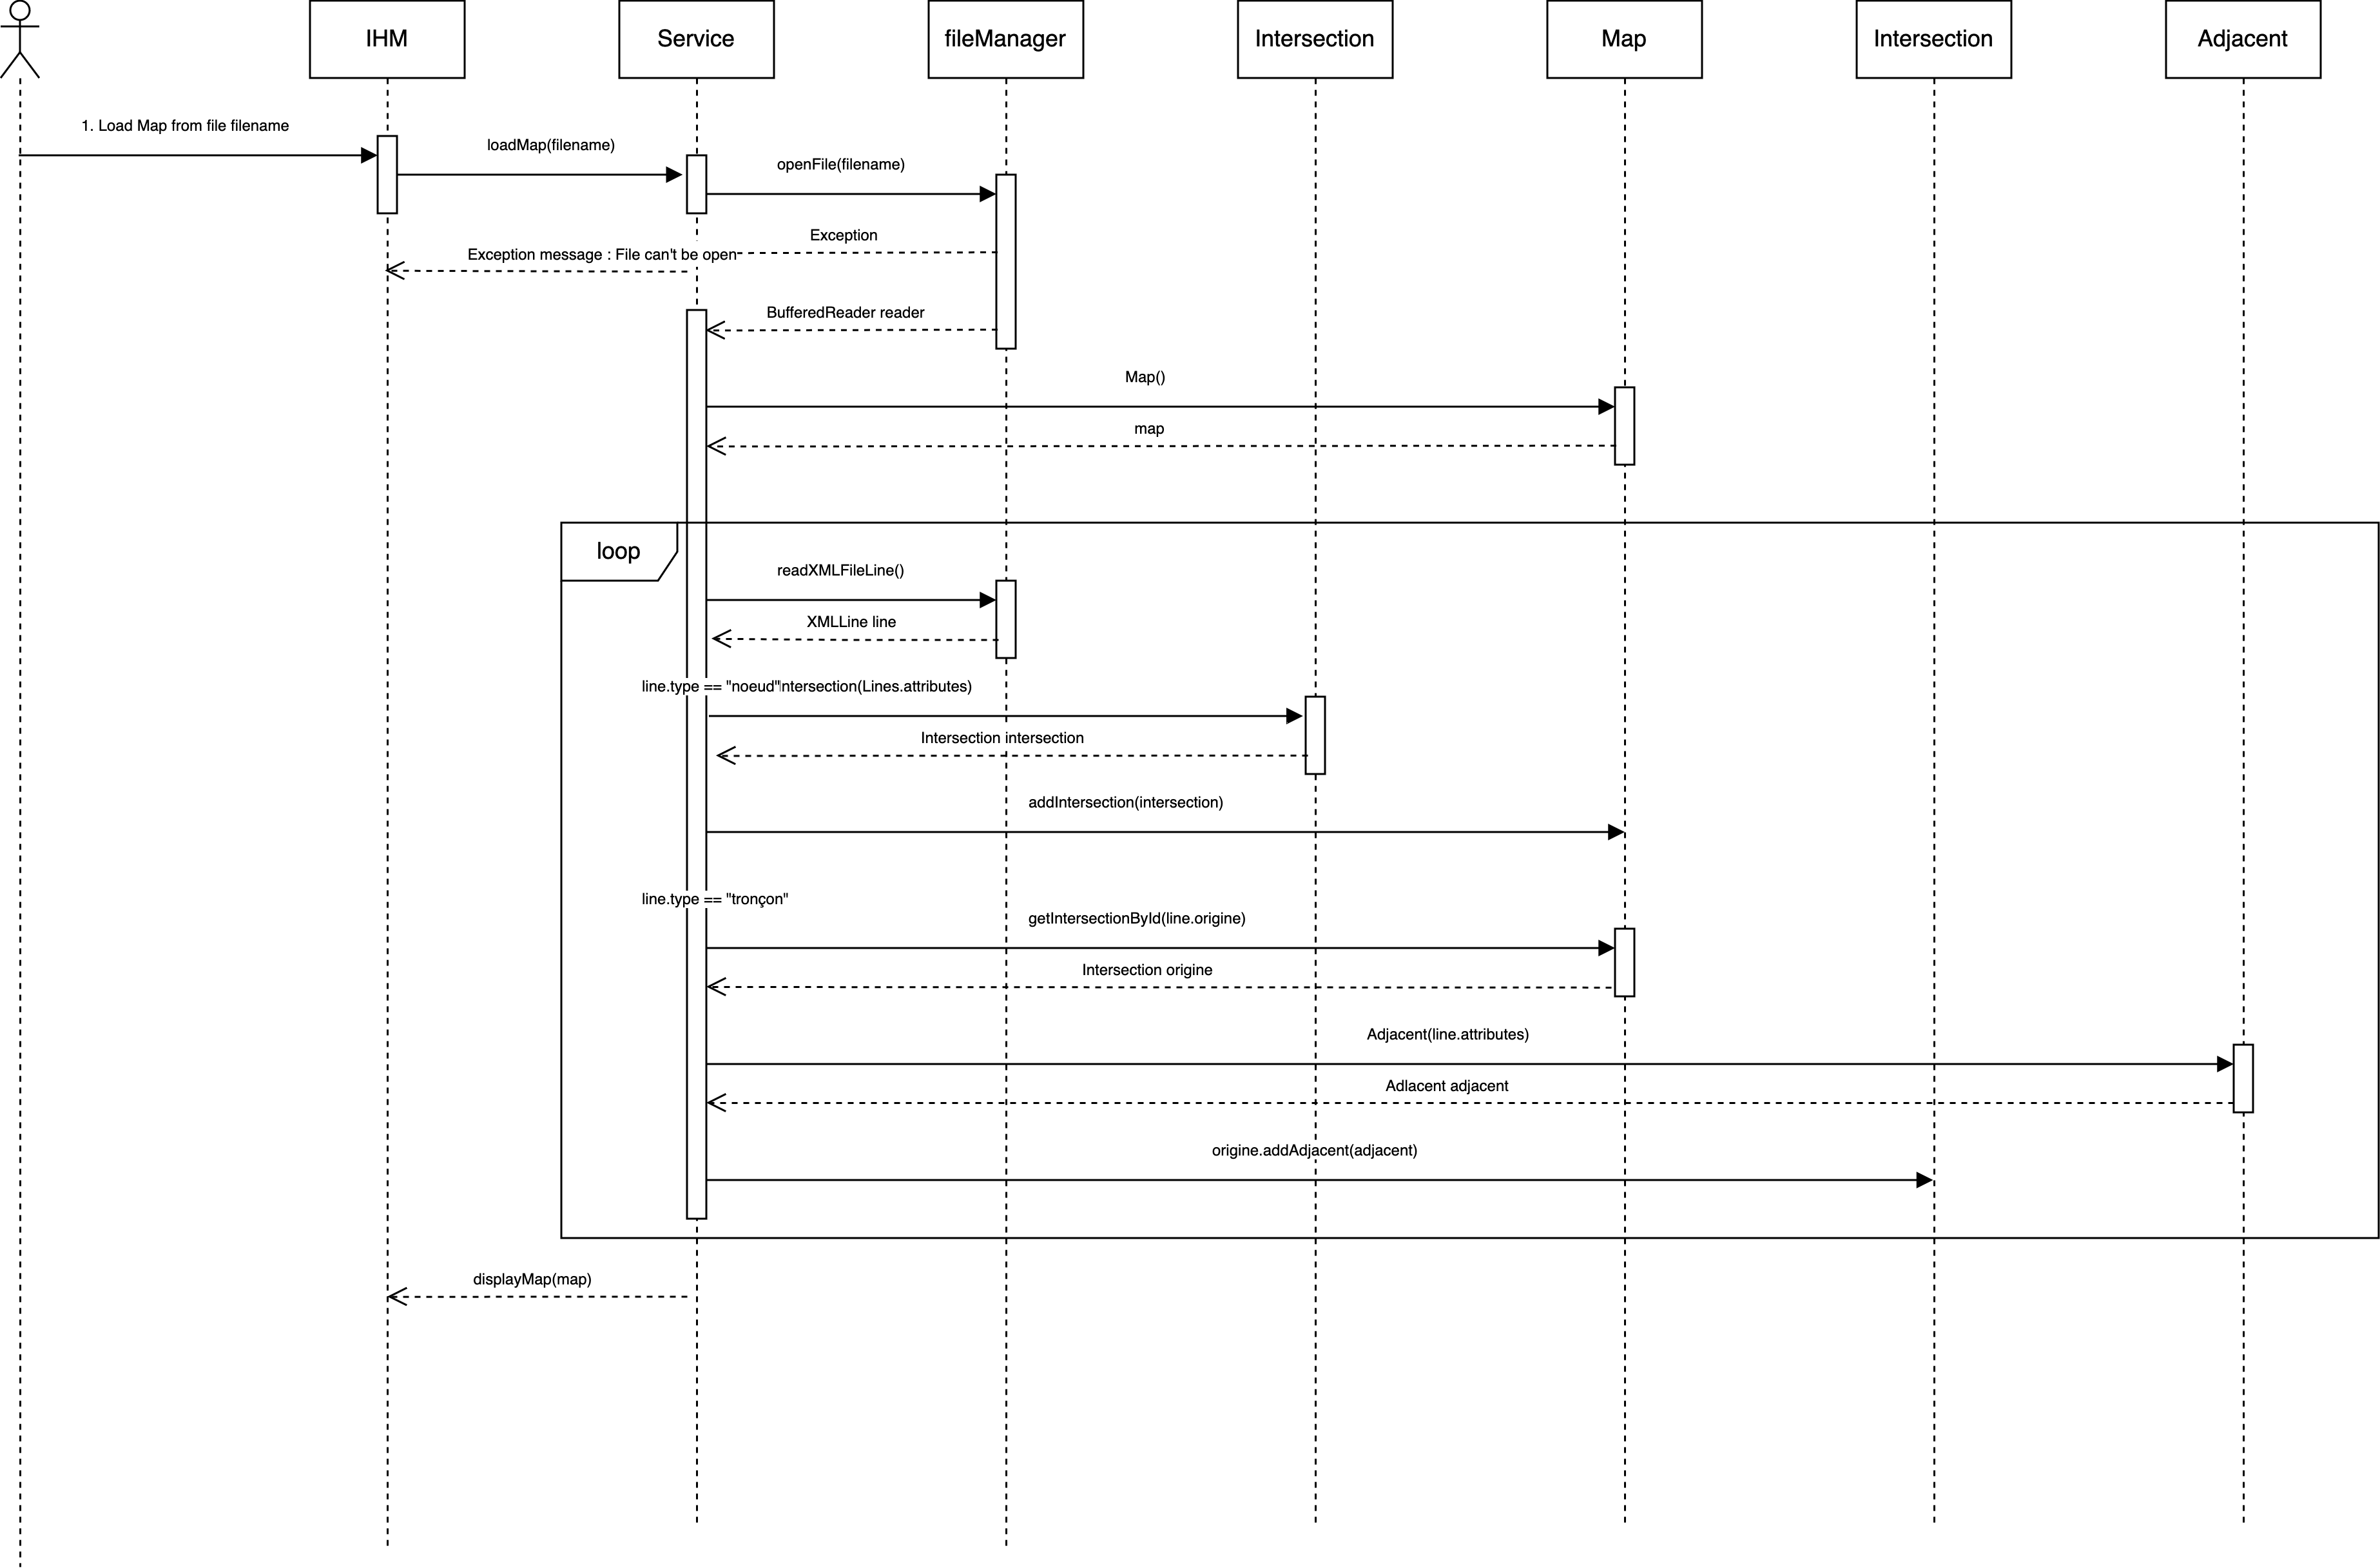 IHM
Service
fileManager
Intersection
Map
Intersection
Adjacent
1. Load Map from file filename
loadMap(filename)
openFile(filename)
Exception
Exception message : File can't be open
BufferedReader reader
Map()
map
loop
readXMLFileLine()
XMLLine line
line.type == "noeud"
ntersection(Lines.attributes)
Intersection intersection
addIntersection(intersection)
line.type == "tronçon"
getIntersectionById(line.origine)
Intersection origine
Adjacent(line.attributes)
Adlacent adjacent
origine.addAdjacent(adjacent)
displayMap(map)